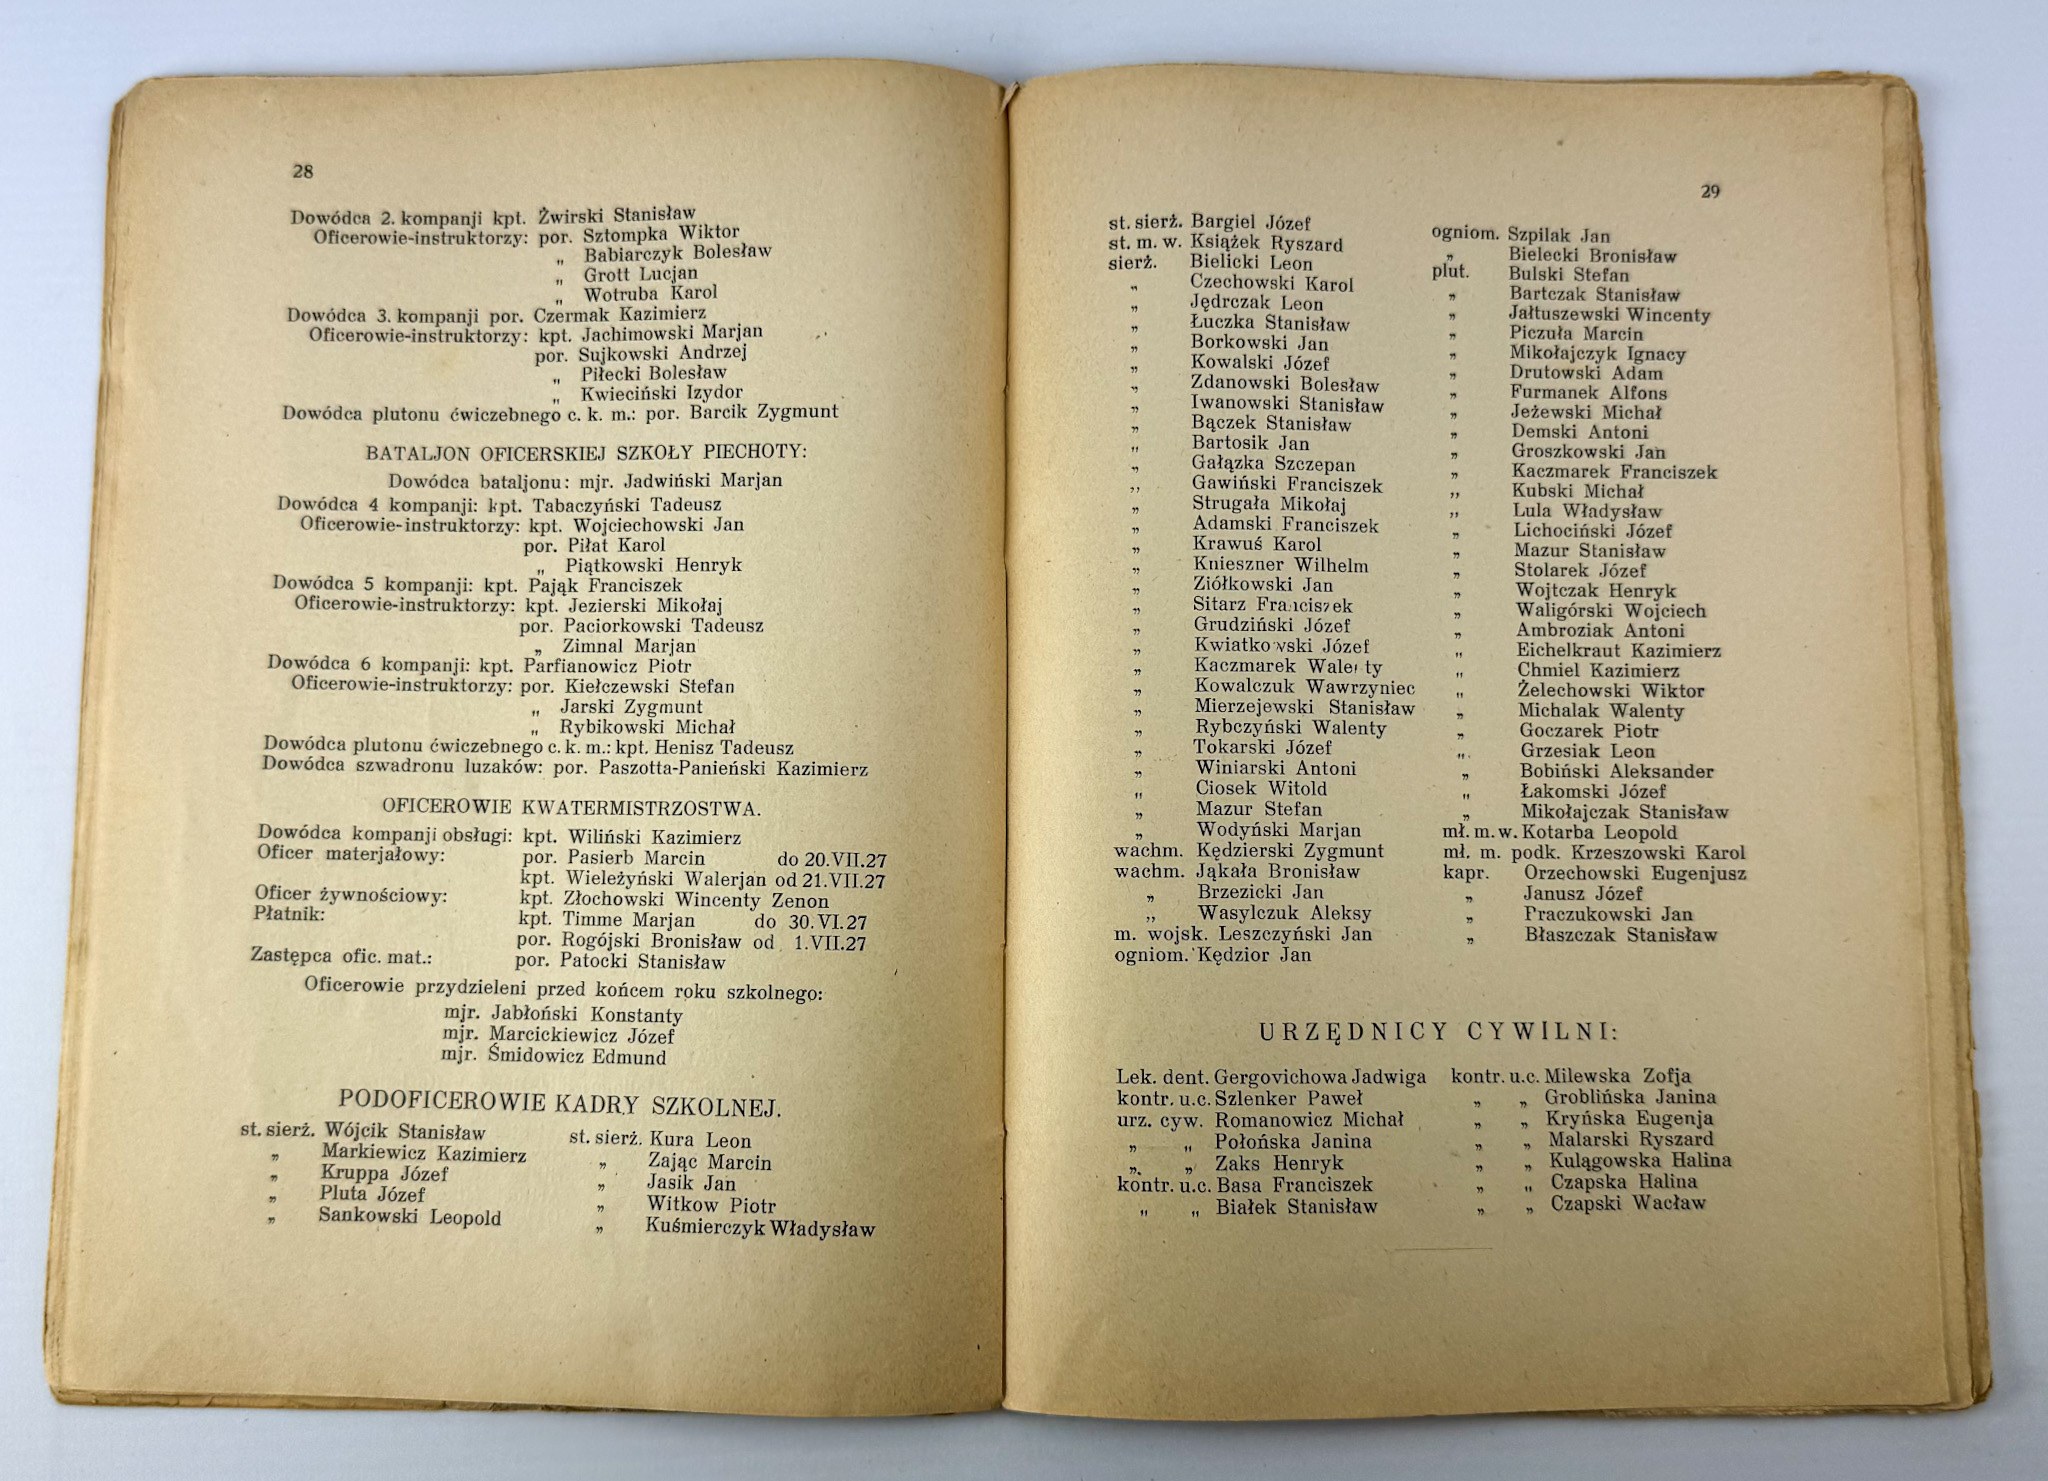 28
Dowódca 2. kompanji kpt. Żwirski Stanisław
Oficerowie-instruktorzy: por. Sztompka Wiktor
„ Babiarczyk Bolesław
„ Grott Lucjan
„ Wotruba Karol
Dowódca 3. kompanji por. Czermak Kazimierz
Oficerowie-instruktorzy: kpt. Jachimowski Marjan
por. Sujkowski Andrzej
„ Piłecki Bolesław
„ Kwieciński Izydor
Dowódca plutonu ćwiczebnego c. k. m.: por. Barcik Zygmunt
BATALJON OFICERSKIEJ SZKOŁY PIECHOTY:
Dowódca bataljonu: mjr. Jadwiński Marjan
Dowódca 4 kompanji: kpt. Tabaczyński Tadeusz
Oficerowie-instruktorzy: kpt. Wojciechowski Jan
por. Piłat Karol
„ Piątkowski Henryk
Dowódca 5 kompanji: kpt. Pająk Franciszek
Oficerowie-instruktorzy: kpt. Jezierski Mikołaj
por. Paciorkowski Tadeusz
„ Zimnal Marjan
Dowódca 6 kompanji: kpt. Parfianowicz Piotr
Oficerowie-instruktorzy: por. Kiełczewski Stefan
„ Jarski Zygmunt
„ Rybikowski Michał
Dowódca plutonu ćwiczebnego c. k. m.: kpt. Henisz Tadeusz
Dowódca szwadronu luzaków: por. Paszotta-Panieński Kazimierz
OFICEROWIE KWATERMISTRZOSTWA.
Dowódca kompanji obsługi: kpt. Wiliński Kazimierz
Oficer materjałowy: por. Pasierb Marcin do 20.VII.27
kpt. Wieleżyński Walerjan od 21.VII.27
Oficer żywnościowy: kpt. Złochowski Wincenty Zenon
Płatnik: kpt. Timme Marjan do 30.VI.27
por. Rogójski Bronisław od 1.VII.27
Zastępca ofic. mat.: por. Patocki Stanisław
Oficerowie przydzieleni przed końcem roku szkolnego:
mjr. Jabłoński Konstanty
mjr. Marcickiewicz Józef
mjr. Śmidowicz Edmund
PODOFICEROWIE KADRY SZKOLNEJ.
st. sierż. Wójcik Stanisław
„ Markiewicz Kazimierz
„ Kruppa Józef
„ Pluta Józef
„ Sankowski Leopold
st. sierż. Kura Leon
„ Zając Marcin
„ Jasik Jan
„ Witkow Piotr
„ Kuśmierczyk Władysław
29
st. sierż. Bargiel Józef
st. m. w. Książek Ryszard
sierż. Bielicki Leon
„ Czechowski Karol
„ Jędrczak Leon
„ Łuczka Stanisław
„ Borkowski Jan
„ Kowalski Józef
„ Zdanowski Bolesław
„ Iwanowski Stanisław
„ Bączek Stanisław
„ Bartosik Jan
„ Gałązka Szczepan
„ Gawiński Franciszek
„ Strugała Mikołaj
„ Adamski Franciszek
„ Krawuś Karol
„ Knieszner Wilhelm
„ Ziółkowski Jan
„ Sitarz Franciszek
„ Grudziński Józef
„ Kwiatkowski Józef
„ Kaczmarek Walenty
„ Kowalczuk Wawrzyniec
„ Mierzejewski Stanisław
„ Rybczyński Walenty
„ Tokarski Józef
„ Winiarski Antoni
„ Ciosek Witold
„ Mazur Stefan
„ Wodyński Marjan
wachm. Kędzierski Zygmunt
wachm. Jąkała Bronisław
„ Brzezicki Jan
„ Wasylczuk Aleksy
m. wojsk. Leszczyński Jan
ogniom. Kędzior Jan
ogniom. Szpilak Jan
„ Bielecki Bronisław
plut. Bulski Stefan
„ Bartczak Stanisław
„ Jałtuszewski Wincenty
„ Piczuła Marcin
„ Mikołajczyk Ignacy
„ Drutowski Adam
„ Furmanek Alfons
„ Jeżewski Michał
„ Demski Antoni
„ Groszkowski Jan
„ Kaczmarek Franciszek
„ Kubski Michał
„ Lula Władysław
„ Lichociński Józef
„ Mazur Stanisław
„ Stolarek Józef
„ Wojtczak Henryk
„ Waligórski Wojciech
„ Ambroziak Antoni
„ Eichelkraut Kazimierz
„ Chmiel Kazimierz
„ Żelechowski Wiktor
„ Michalak Walenty
„ Goczarek Piotr
„ Grzesiak Leon
„ Bobiński Aleksander
„ Łakomski Józef
„ Mikołajczak Stanisław
mł. m. w. Kotarba Leopold
mł. m. podk. Krzeszowski Karol
kapr. Orzechowski Eugenjusz
„ Janusz Józef
„ Praczukowski Jan
„ Błaszczak Stanisław
URZĘDNICY CYWILNI:
Lek. dent. Gergovichowa Jadwiga
kontr. u.c. Szlenker Paweł
urz. cyw. Romanowicz Michał
„ „ Połońska Janina
„ „ Zaks Henryk
kontr. u.c. Basa Franciszek
„ „ Białek Stanisław
kontr. u.c. Milewska Zofja
„ „ Groblińska Janina
„ „ Kryńska Eugenja
„ „ Malarski Ryszard
„ „ Kulągowska Halina
„ „ Czapska Halina
„ „ Czapski Wacław